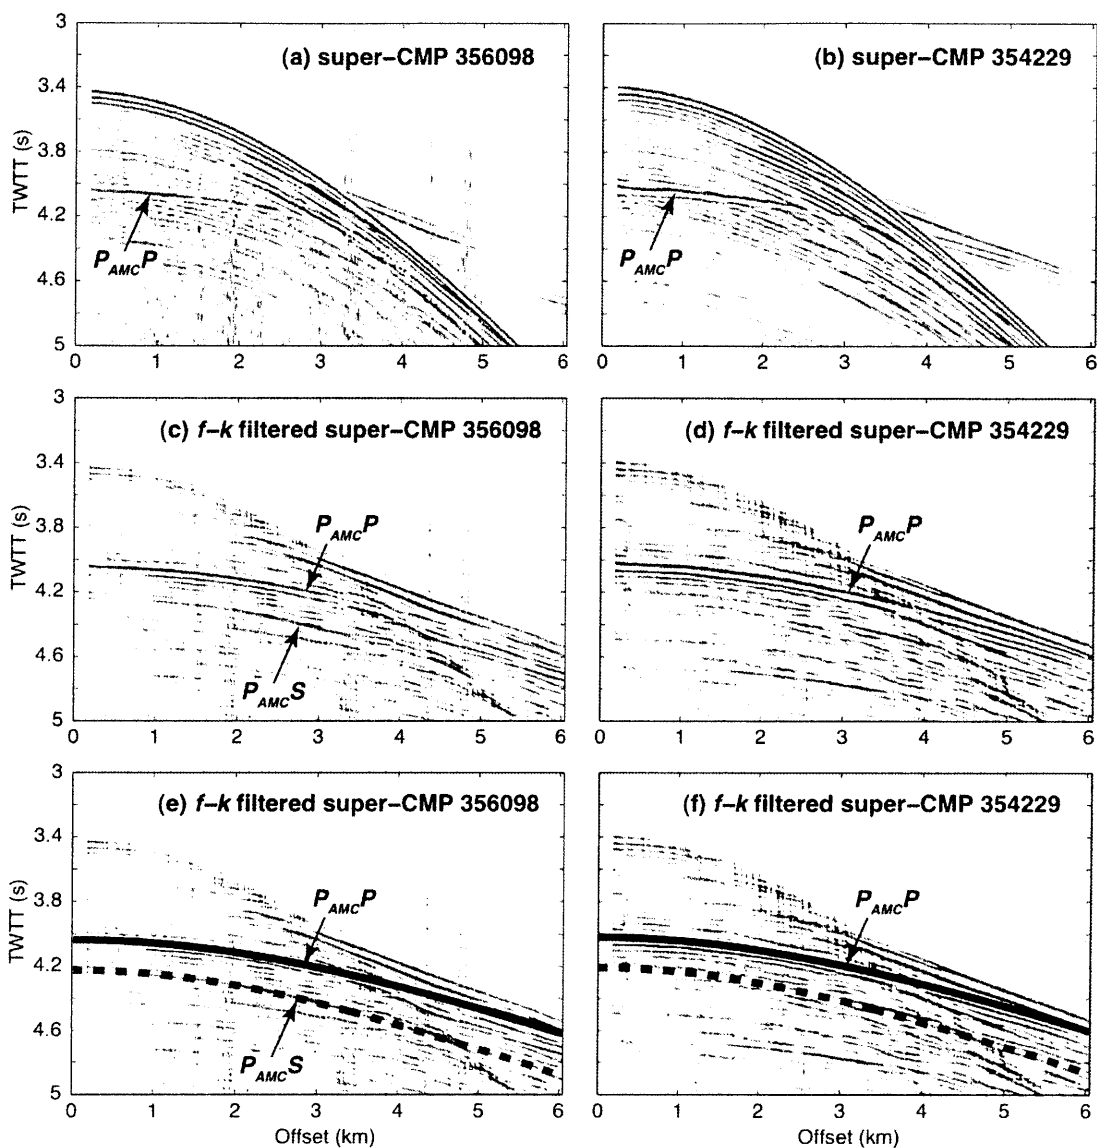 (a) super–CMP 356098
(b) super–CMP 354229
TWTT (s)
3
3.4
3.8
4.2
4.6
5
P_AMC P
P_AMC P
0 1 2 3 4 5 6
0 1 2 3 4 5 6
(c) f–k filtered super–CMP 356098
(d) f–k filtered super–CMP 354229
TWTT (s)
3
3.4
3.8
4.2
4.6
5
P_AMC P
P_AMC S
P_AMC P
0 1 2 3 4 5 6
0 1 2 3 4 5 6
(e) f–k filtered super–CMP 356098
(f) f–k filtered super–CMP 354229
TWTT (s)
3
3.4
3.8
4.2
4.6
5
P_AMC P
P_AMC S
P_AMC P
0 1 2 3 4 5 6
0 1 2 3 4 5 6
Offset (km)
Offset (km)